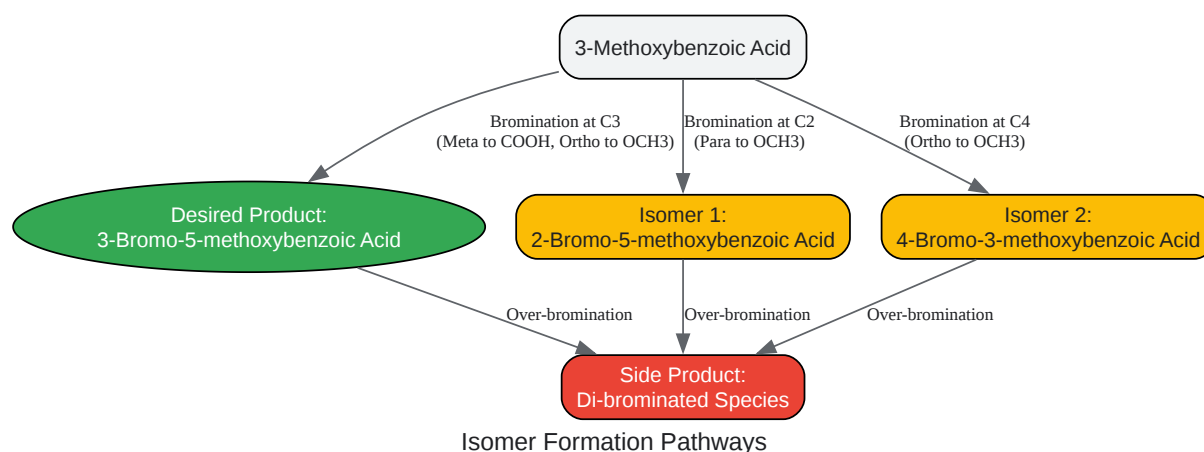 3-Methoxybenzoic Acid
Bromination at C3
(Meta to COOH, Ortho to OCH3)
Bromination at C2
(Para to OCH3)
Bromination at C4
(Ortho to OCH3)
Desired Product:
3-Bromo-5-methoxybenzoic Acid
Isomer 1:
2-Bromo-5-methoxybenzoic Acid
Isomer 2:
4-Bromo-3-methoxybenzoic Acid
Over-bromination
Over-bromination
Over-bromination
Side Product:
Di-brominated Species
Isomer Formation Pathways